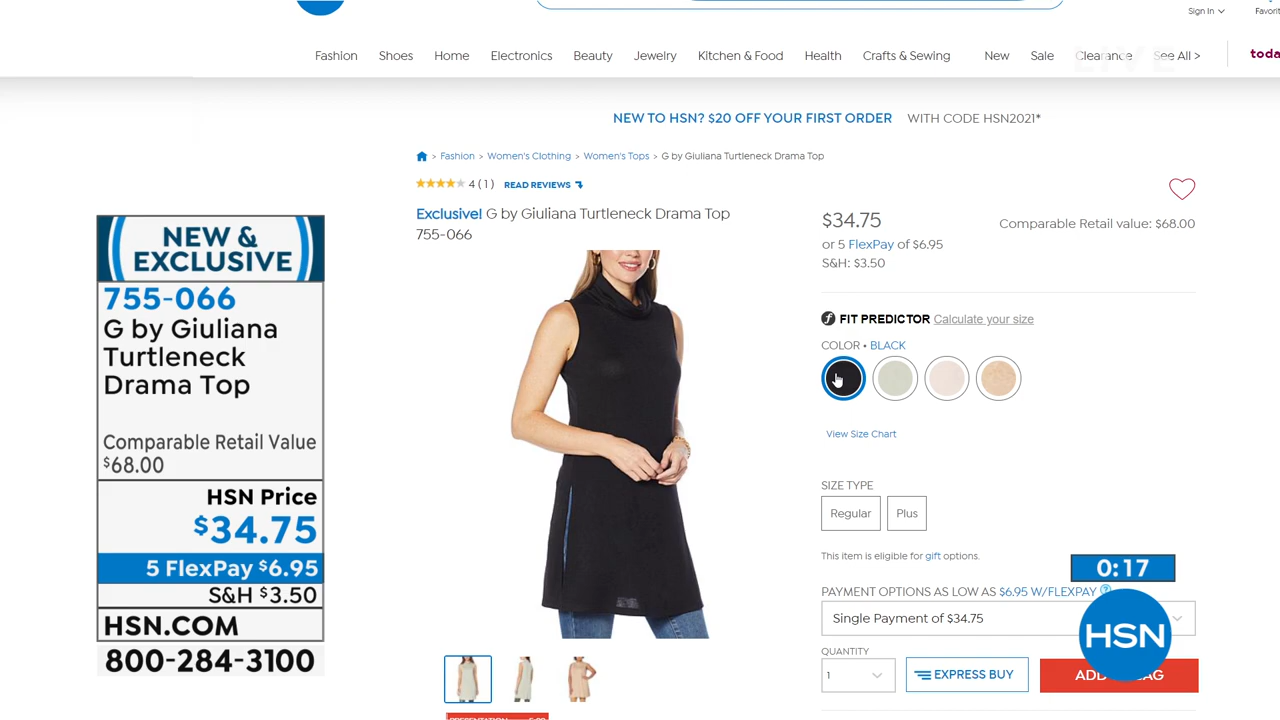 Sign In
Fashion Shoes Home Electronics Beauty Jewelry Kitchen & Food Health Crafts & Sewing New Sale Clearance See All >
NEW TO HSN? $20 OFF YOUR FIRST ORDER WITH CODE HSN2021*
> Fashion > Women's Clothing > Women's Tops > G by Giuliana Turtleneck Drama Top
4 ( 1 ) READ REVIEWS
Exclusive! G by Giuliana Turtleneck Drama Top
755-066
$34.75
Comparable Retail value: $68.00
or 5 FlexPay of $6.95
S&H: $3.50
FIT PREDICTOR Calculate your size
COLOR • BLACK
View Size Chart
SIZE TYPE
Regular Plus
This item is eligible for gift options.
PAYMENT OPTIONS AS LOW AS $6.95 W/FLEXPAY
Single Payment of $34.75
QUANTITY
1
EXPRESS BUY
NEW &
EXCLUSIVE
755-066
G by Giuliana
Turtleneck
Drama Top
Comparable Retail Value
$68.00
HSN Price
$34.75
5 FlexPay $6.95
S&H $3.50
HSN.COM
800-284-3100
0:17
HSN